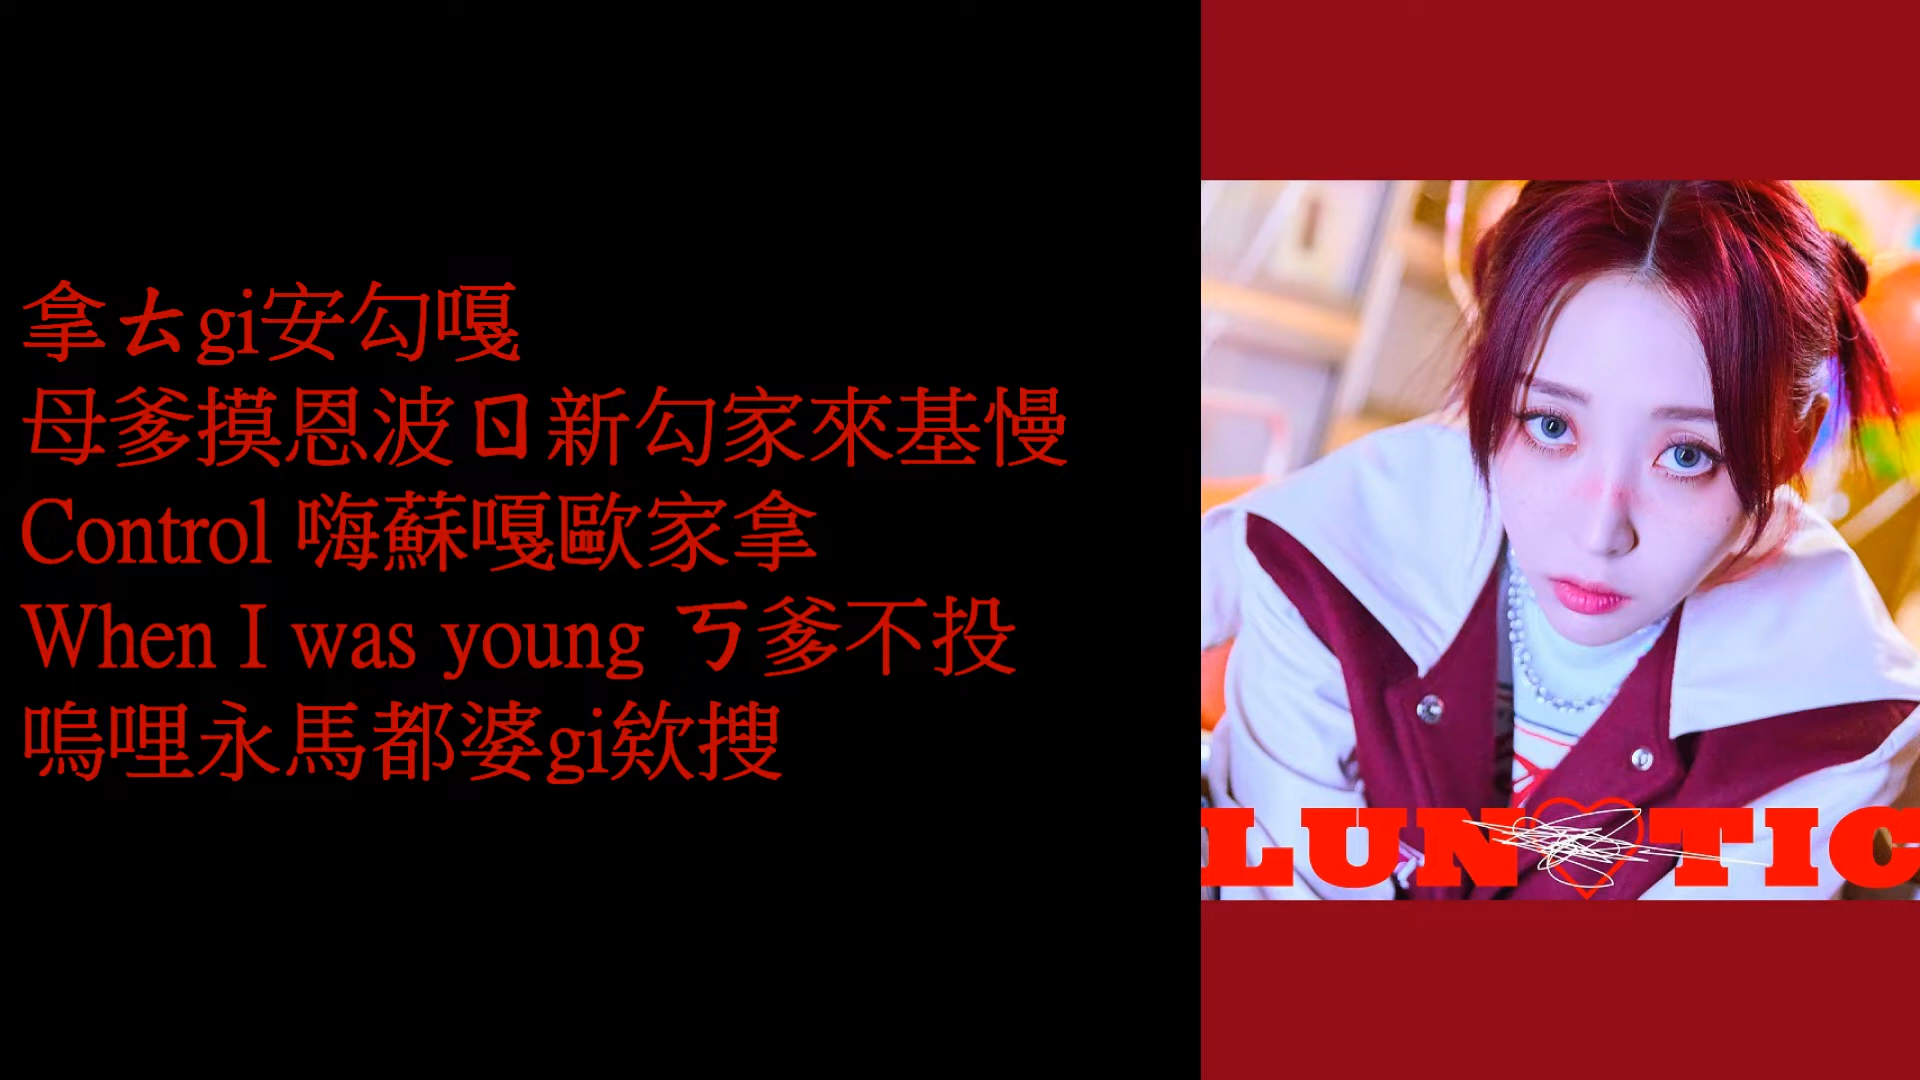 拿ㄊgi安勾嘎
母爹摸恩波ㄖ新勾家來基慢
Control 嗨蘇嘎歐家拿
When I was young ㄎ爹不投
嗚哩永馬都婆gi欸搜
LUNATIC